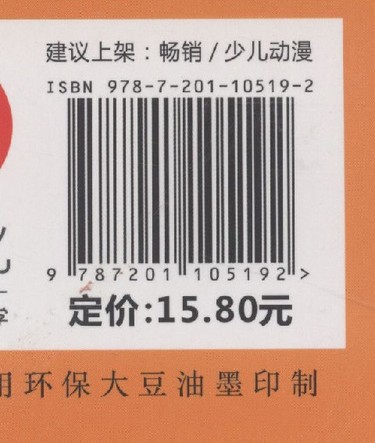 建议上架：畅销/少儿动漫
ISBN 978-7-201-10519-2
9 787201 105192 >
定价:15.80元
用环保大豆油墨印制